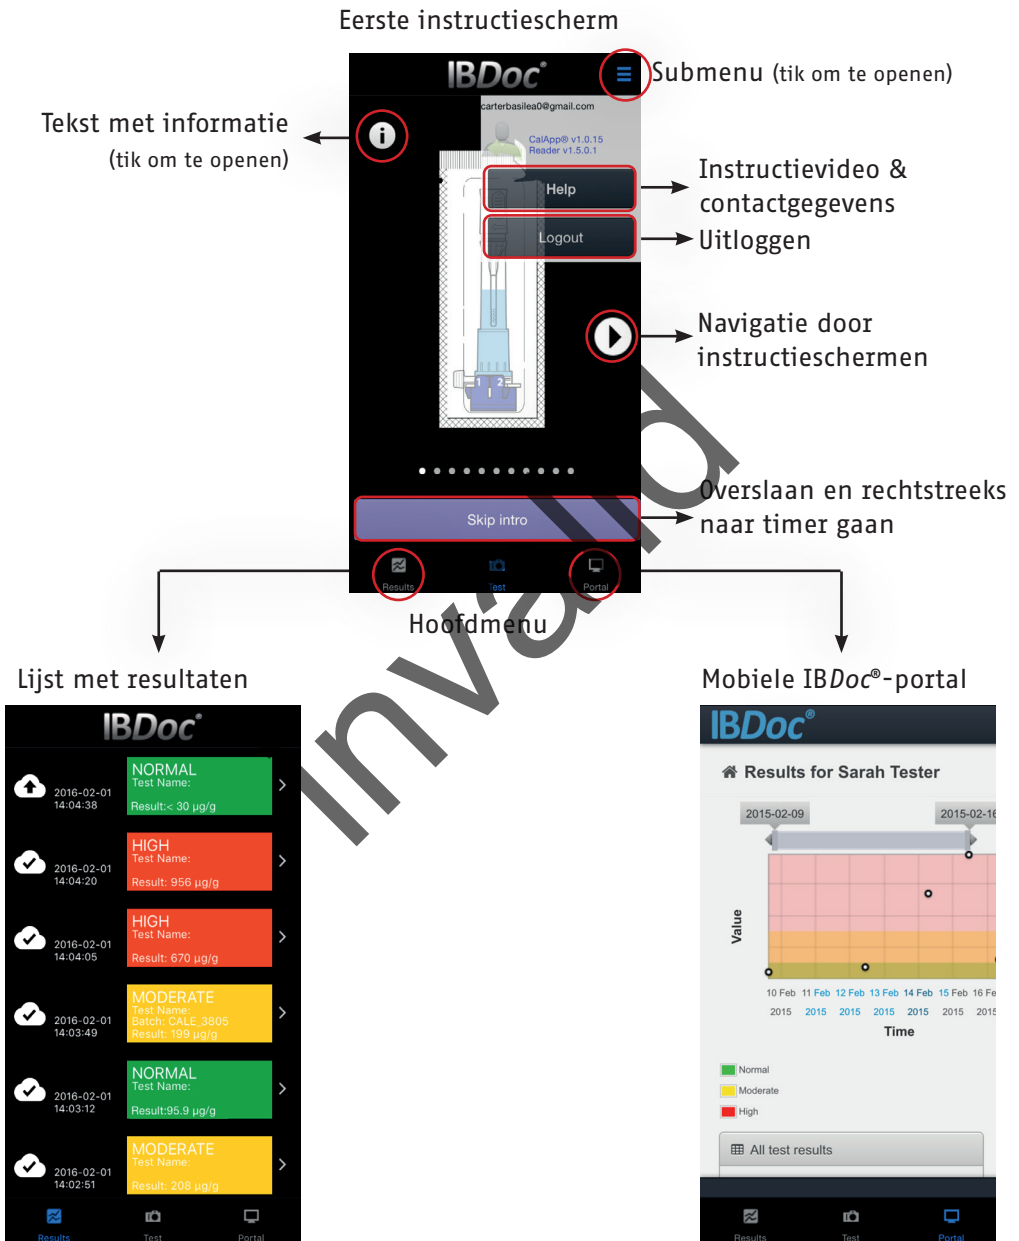 Eerste instructiescherm
IBDoc®
Submenu (tik om te openen)
carterbasilea0@gmail.com
Tekst met informatie
(tik om te openen)
i
CalApp® v1.0.15
Reader v1.5.0.1
Help
Instructievideo &
contactgegevens
Logout
Uitloggen
Navigatie door
instructieschermen
1 2
Skip intro
Overslaan en rechtstreeks
naar timer gaan
Results
Test
Portal
Hoofdmenu
Invalid
Lijst met resultaten
IBDoc®
2016-02-01
14:04:38
NORMAL
Test Name:
Result:< 30 µg/g
2016-02-01
14:04:20
HIGH
Test Name:
Result: 956 µg/g
2016-02-01
14:04:05
HIGH
Test Name:
Result: 670 µg/g
2016-02-01
14:03:49
MODERATE
Test Name:
Batch: CALE_3805
Result: 199 µg/g
2016-02-01
14:03:12
NORMAL
Test Name:
Result:95.9 µg/g
2016-02-01
14:02:51
MODERATE
Test Name:
Result: 208 µg/g
Results
Test
Portal
Mobiele IBDoc®-portal
IBDoc®
Results for Sarah Tester
2015-02-09
2015-02-16
Value
10 Feb 11 Feb 12 Feb 13 Feb 14 Feb 15 Feb 16 Fe
2015 2015 2015 2015 2015 2015 2015
Time
Normal
Moderate
High
All test results
Results
Test
Portal